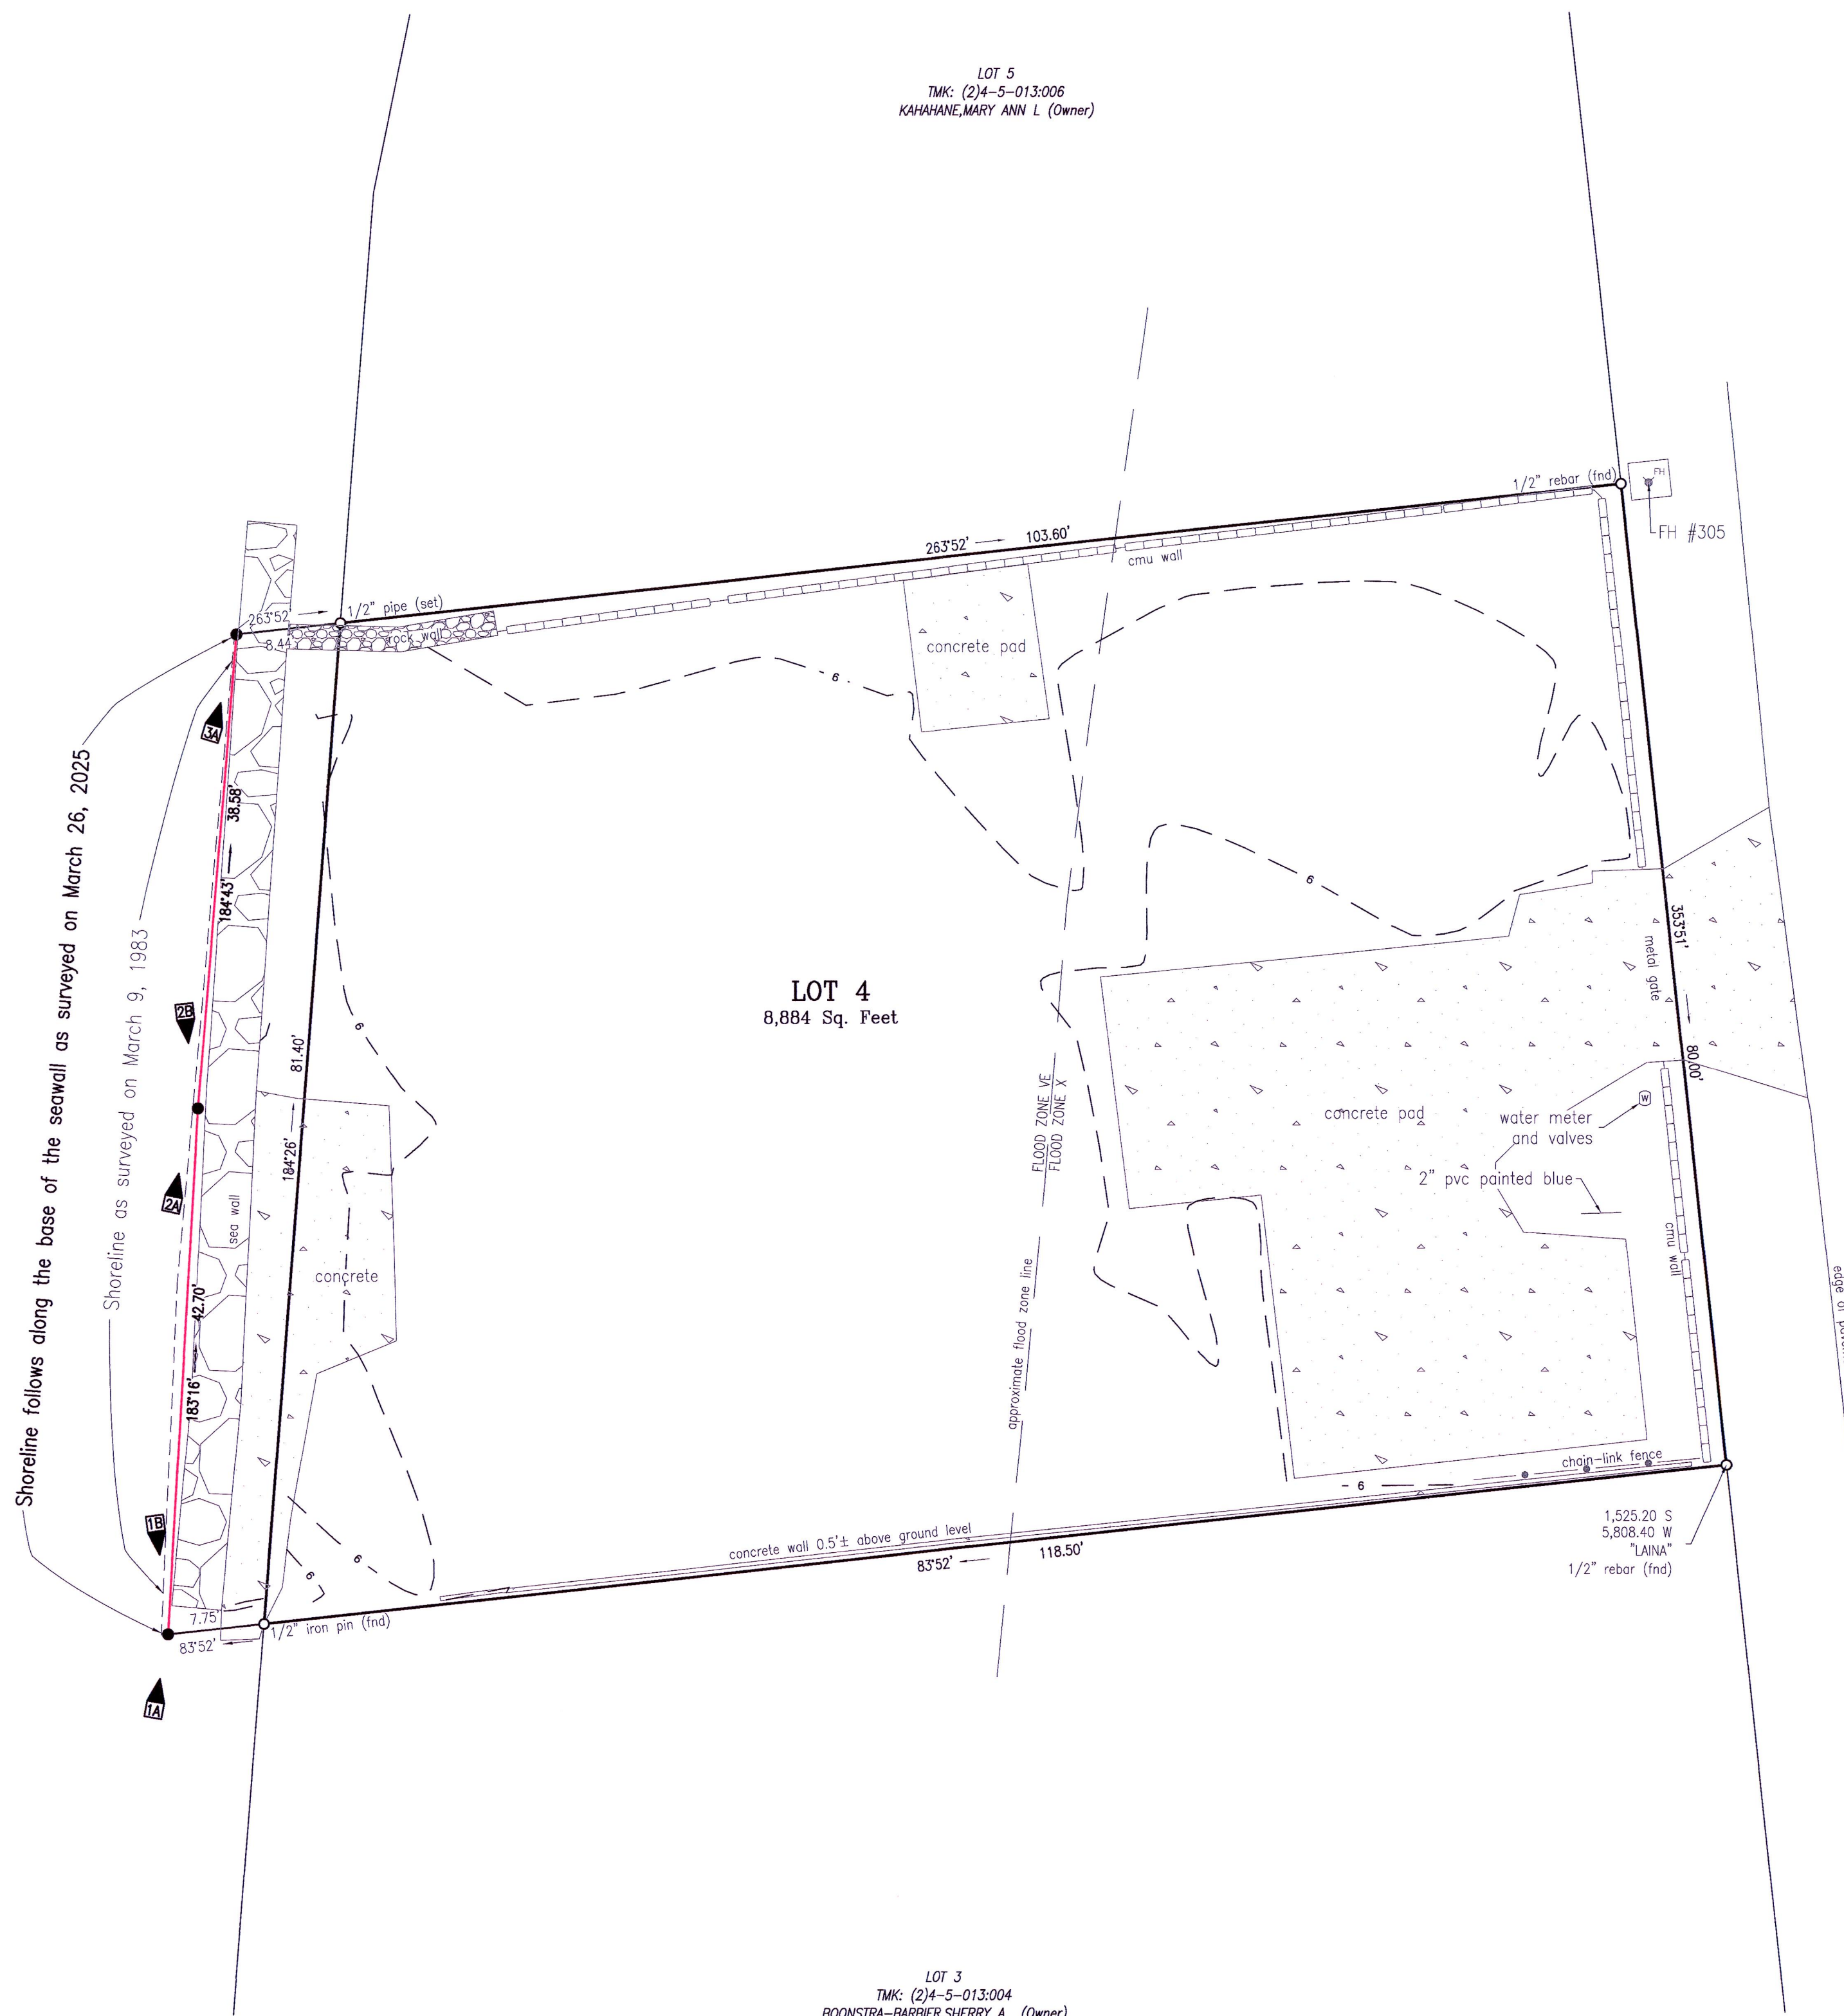 LOT 5
TMK: (2)4-5-013:006
KAHAHANE,MARY ANN L (Owner)
1/2" rebar (fnd)
FH
FH #305
263°52' 103.60'
cmu wall
263°52'
1/2" pipe (set)
rock wall
8.44
6
concrete pad
3A
Shoreline follows along the base of the seawall as surveyed on March 26, 2025
Shoreline as surveyed on March 9, 1983
38.58'
184°43'
6
353°51'
metal gate
LOT 4
8,884 Sq. Feet
2B
6
81.40'
80.00'
FLOOD ZONE VE
FLOOD ZONE X
W
concrete pad
water meter
and valves
184°26'
2" pvc painted blue
2A
sea wall
concrete
cmu wall
edge of
42.70'
approximate flood zone line
183°16'
chain-link fence
6
1B
1,525.20 S
5,808.40 W
"LAINA"
1/2" rebar (fnd)
concrete wall 0.5'± above ground level
83°52' 118.50'
6
6
7.75'
1/2" iron pin (fnd)
83°52'
1A
LOT 3
TMK: (2)4-5-013:004
BOONSTRA-BARBIER,SHERRY A (Owner)